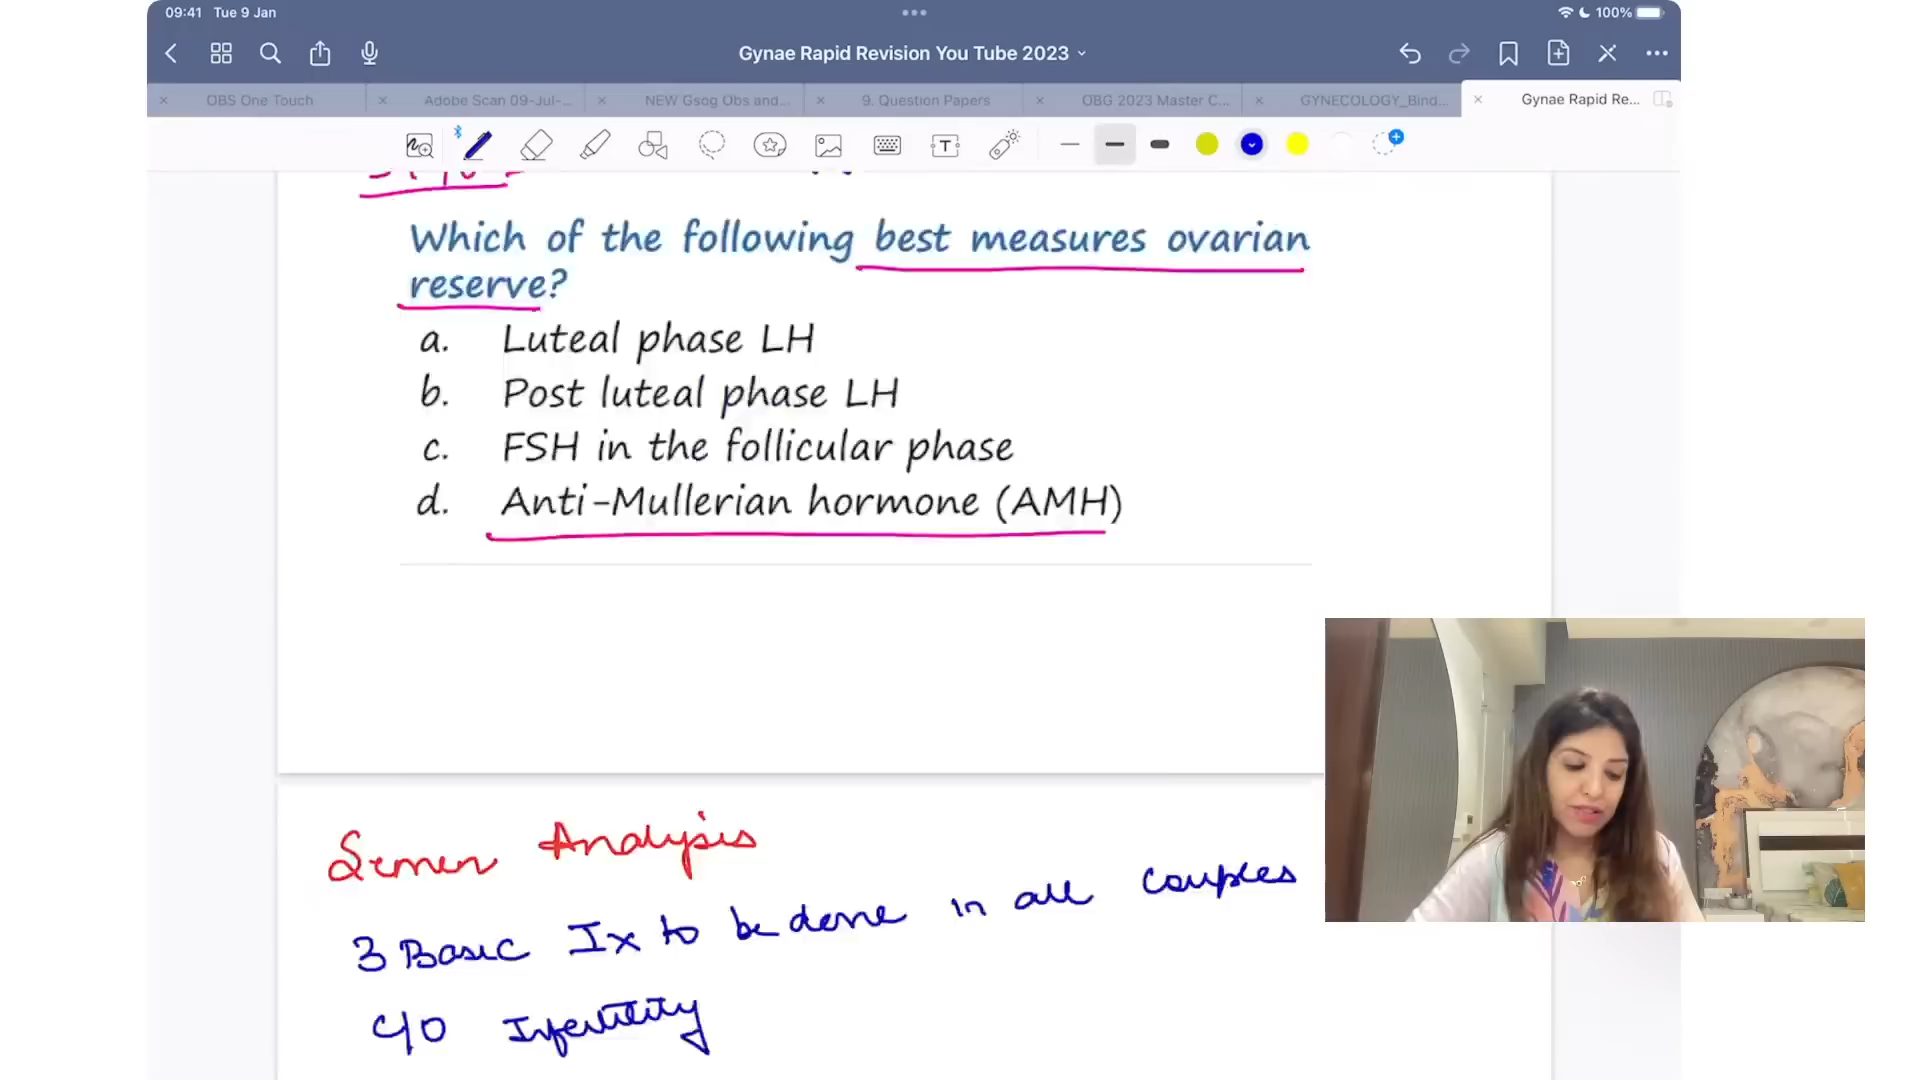 09:41 Tue 9 Jan
100%
Gynae Rapid Revision You Tube 2023
OBS One Touch
Adobe Scan 09-Jul-...
NEW Gsog Obs and...
9. Question Papers
OBG 2023 Master C...
GYNECOLOGY_Bind...
Gynae Rapid Re...
Which of the following best measures ovarian
reserve?
a. Luteal phase LH
b. Post luteal phase LH
c. FSH in the follicular phase
d. Anti-Mullerian hormone (AMH)
Semen Analysis
3 Basic Ix to be done in all couples
c/o Infertility